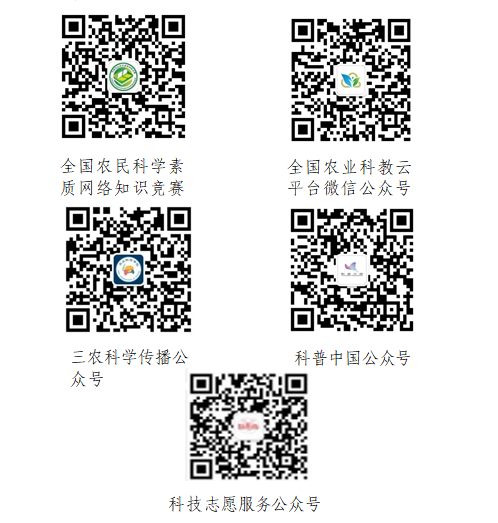 全国农民科学素
质网络知识竞赛
全国农业科教云
平台微信公众号
三农科学传播公
众号
科普中国公众号
科技志愿服务公众号